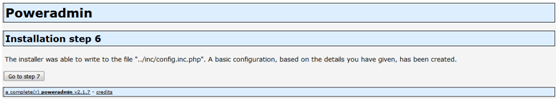 Poweradmin
Installation step 6
The installer was able to write to the file "../inc/config.inc.php". A basic configuration, based on the details you have given, has been created.
Go to step 7
a complete(r) poweradmin v2.1.7 - credits